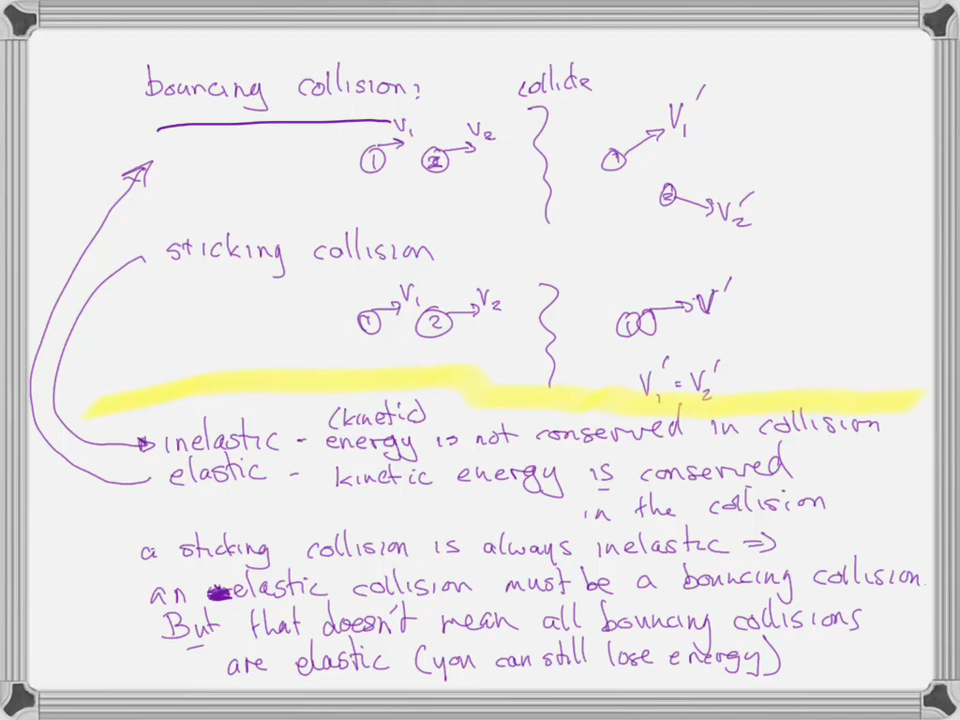 bouncing collision:
collide
V₁ V₂
1 2
V₁′
1
2 V₂′
sticking collision
V₁ V₂ V′
1 2 1
V₁′ = V₂′
(kinetic)
inelastic - energy is not conserved in collision
elastic - kinetic energy is conserved
in the collision
a sticking collision is always inelastic ⇒
an elastic collision must be a bouncing collision.
But that doesn't mean all bouncing collisions
are elastic (you can still lose energy)